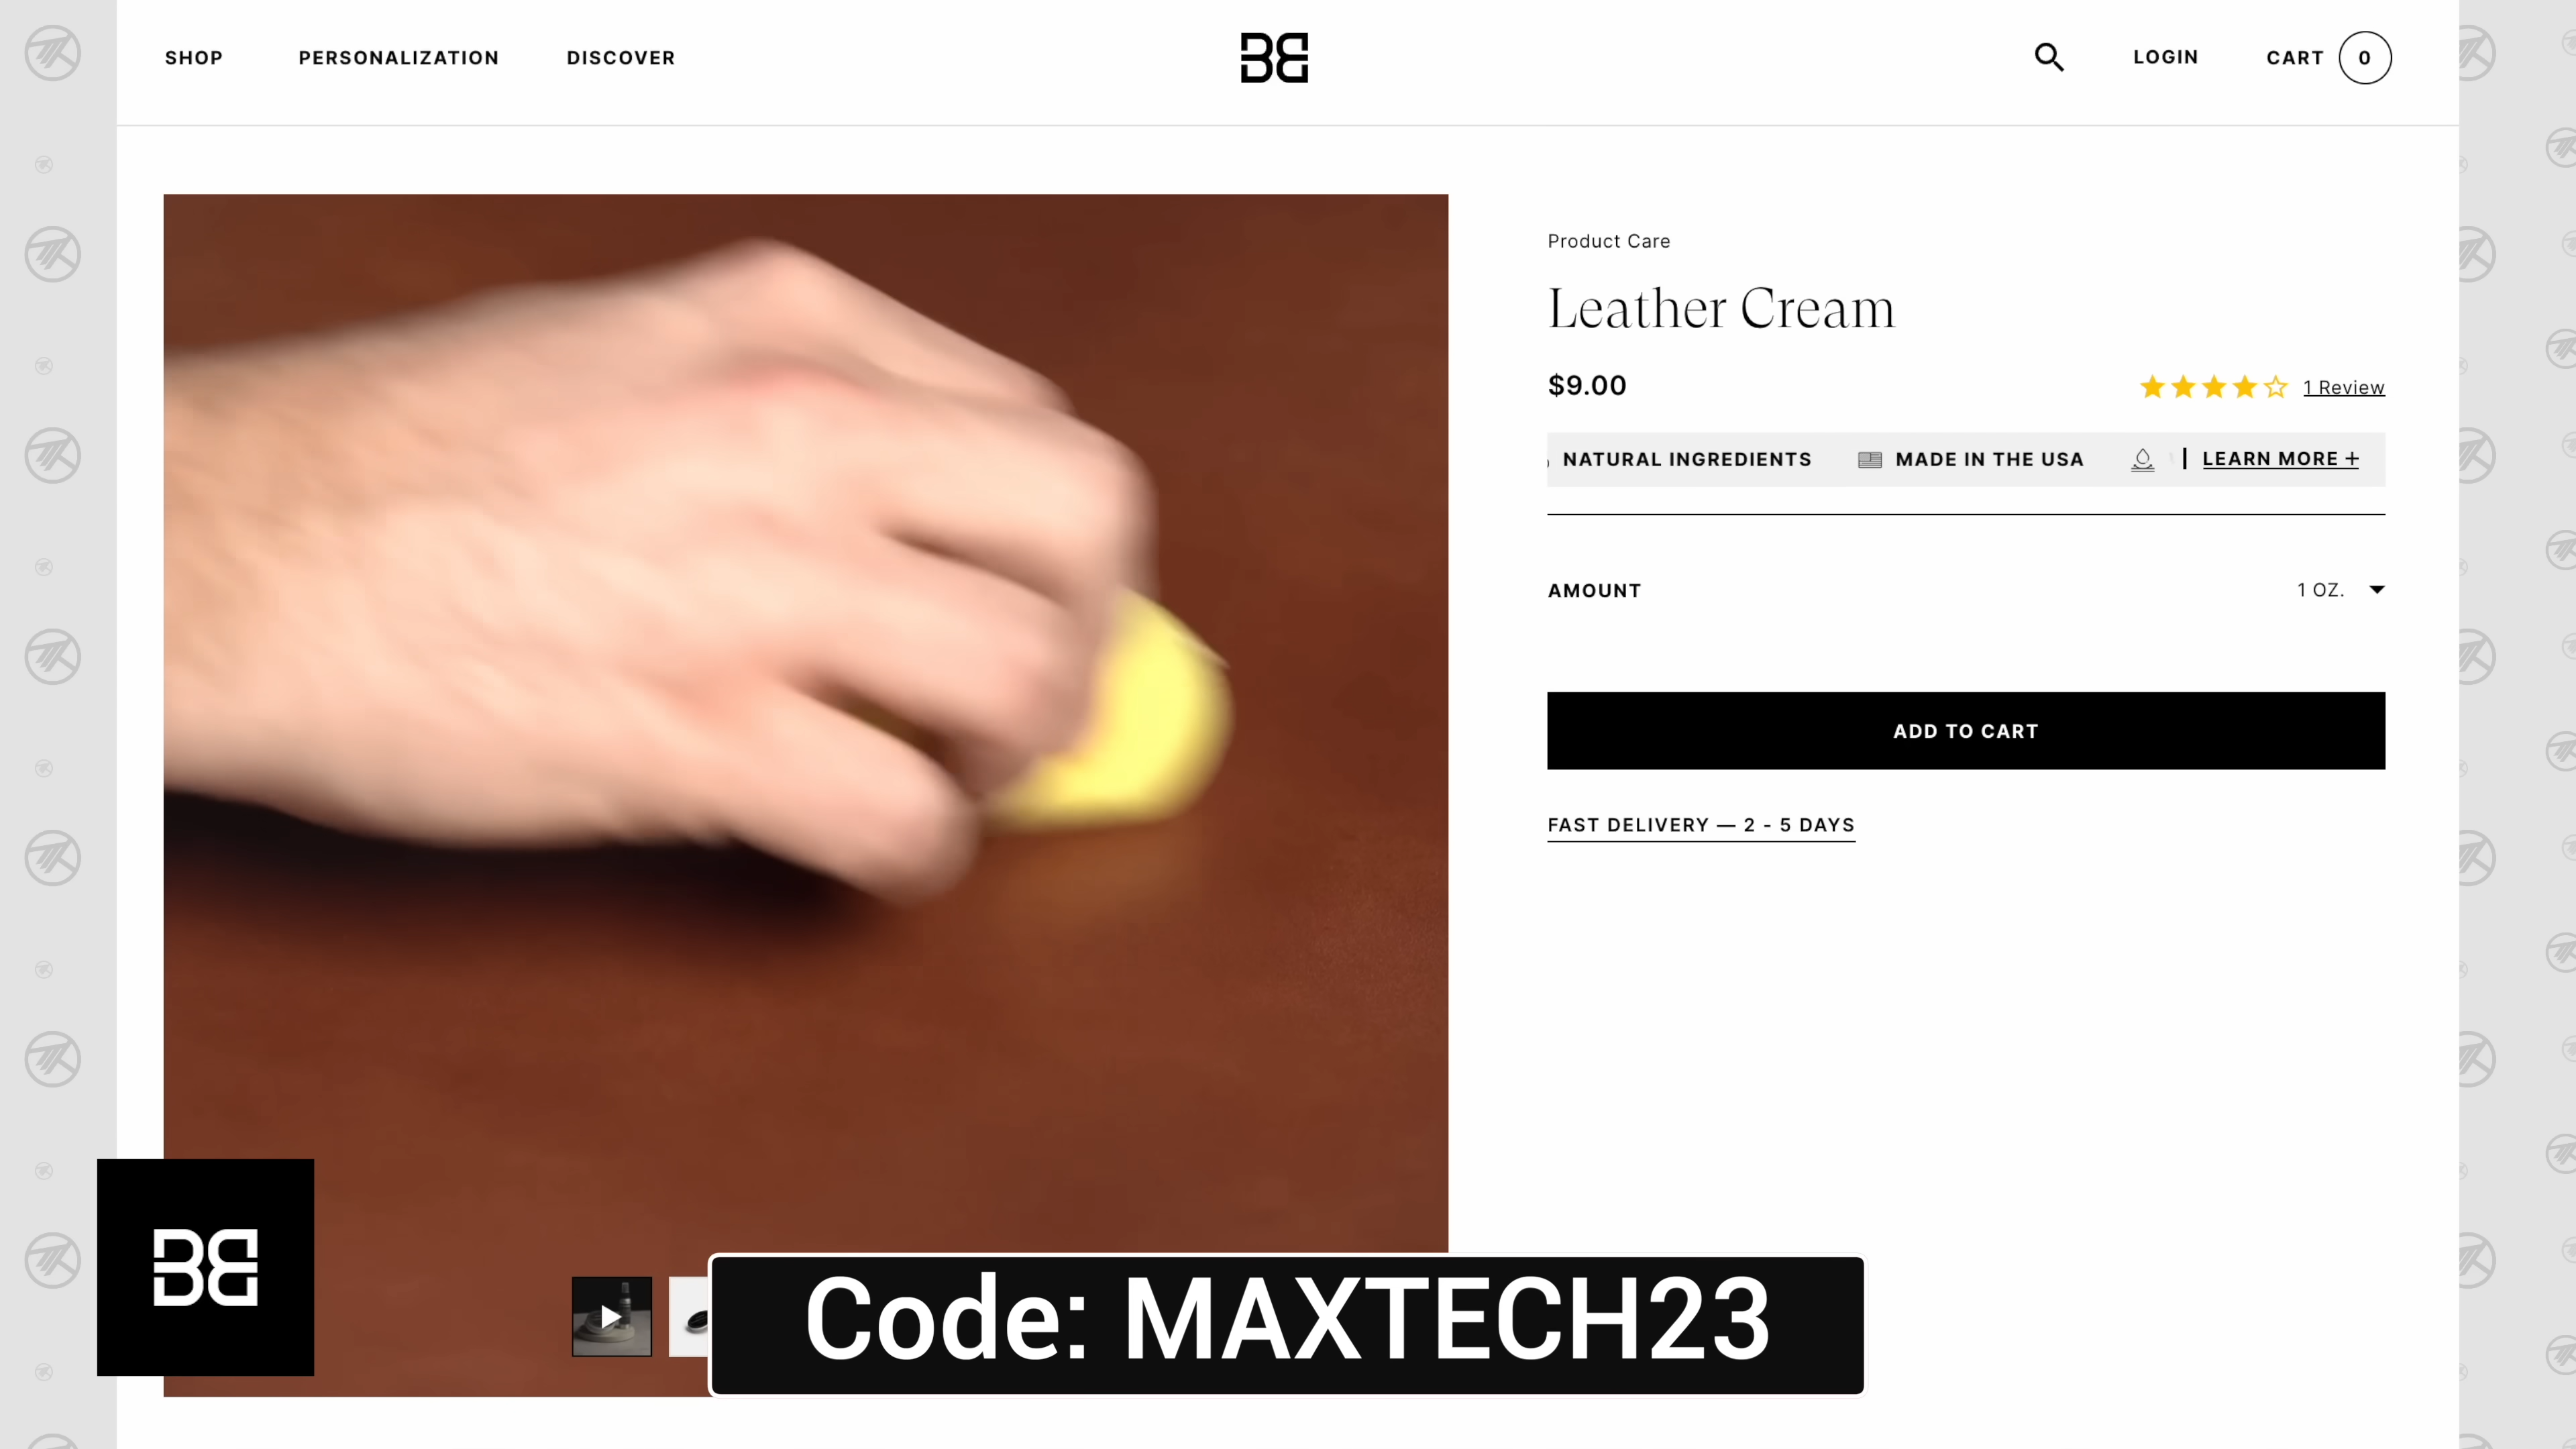 SHOP
PERSONALIZATION
DISCOVER
BB
LOGIN
CART
0
Product Care
Leather Cream
$9.00
1 Review
NATURAL INGREDIENTS
MADE IN THE USA
LEARN MORE +
AMOUNT
1 OZ.
ADD TO CART
FAST DELIVERY — 2 - 5 DAYS
BB
Code: MAXTECH23